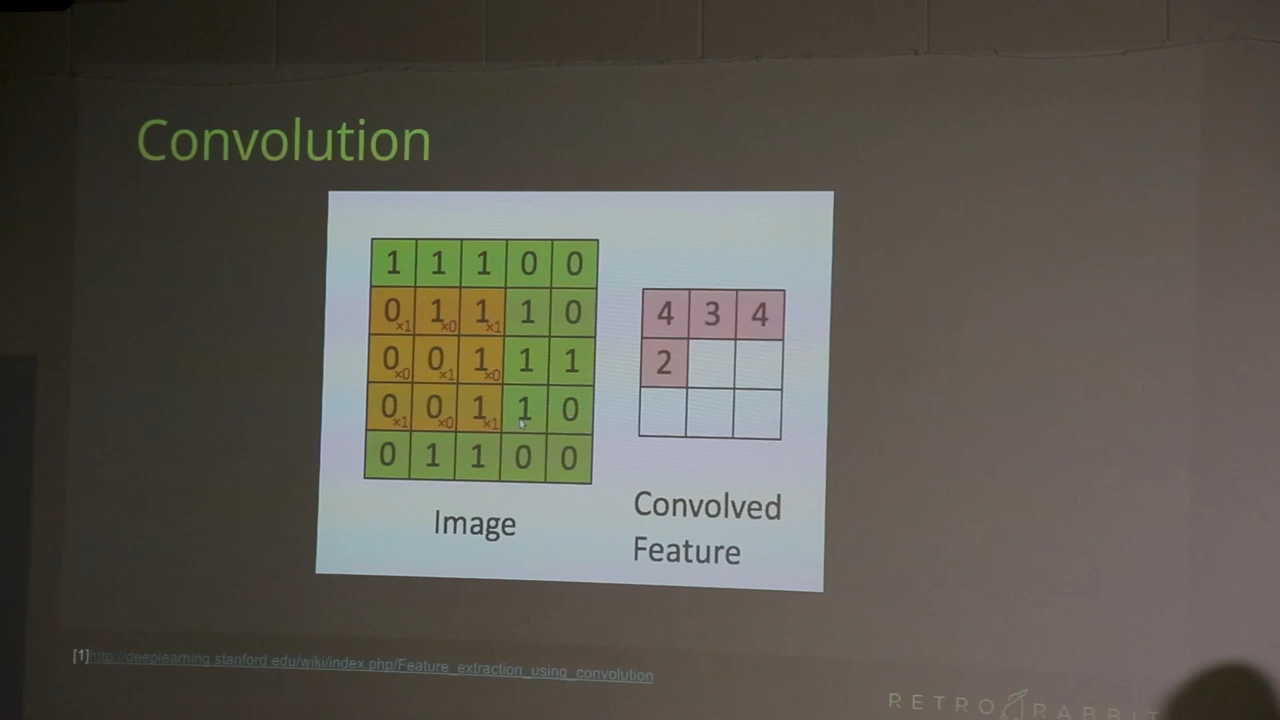 Convolution
1 1 1 0 0
0×1 1×0 1×1 1 0
0×0 0×1 1×0 1 1
0×1 0×0 1×1 1 0
0 1 1 0 0
Image
4 3 4
2
Convolved
Feature
[1]http://deeplearning.stanford.edu/wiki/index.php/Feature_extraction_using_convolution
RETRO RABBIT